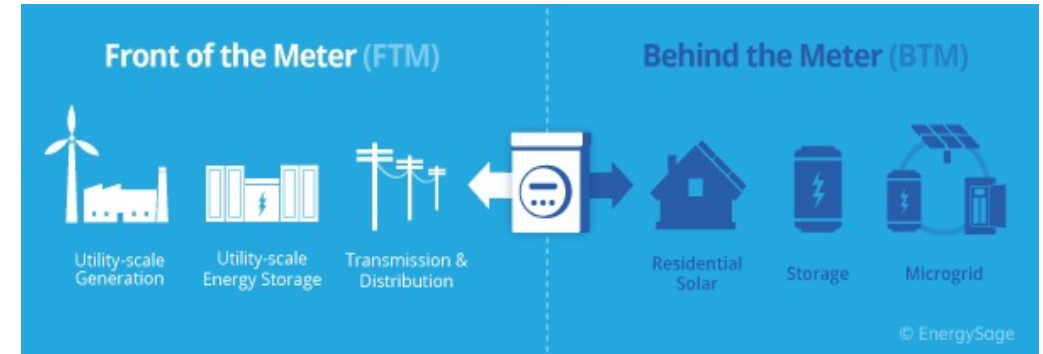 Front of the Meter (FTM)
Behind the Meter (BTM)
Utility-scale
Generation
Utility-scale
Energy Storage
Transmission &
Distribution
Residential
Solar
Storage
Microgrid
© EnergySage